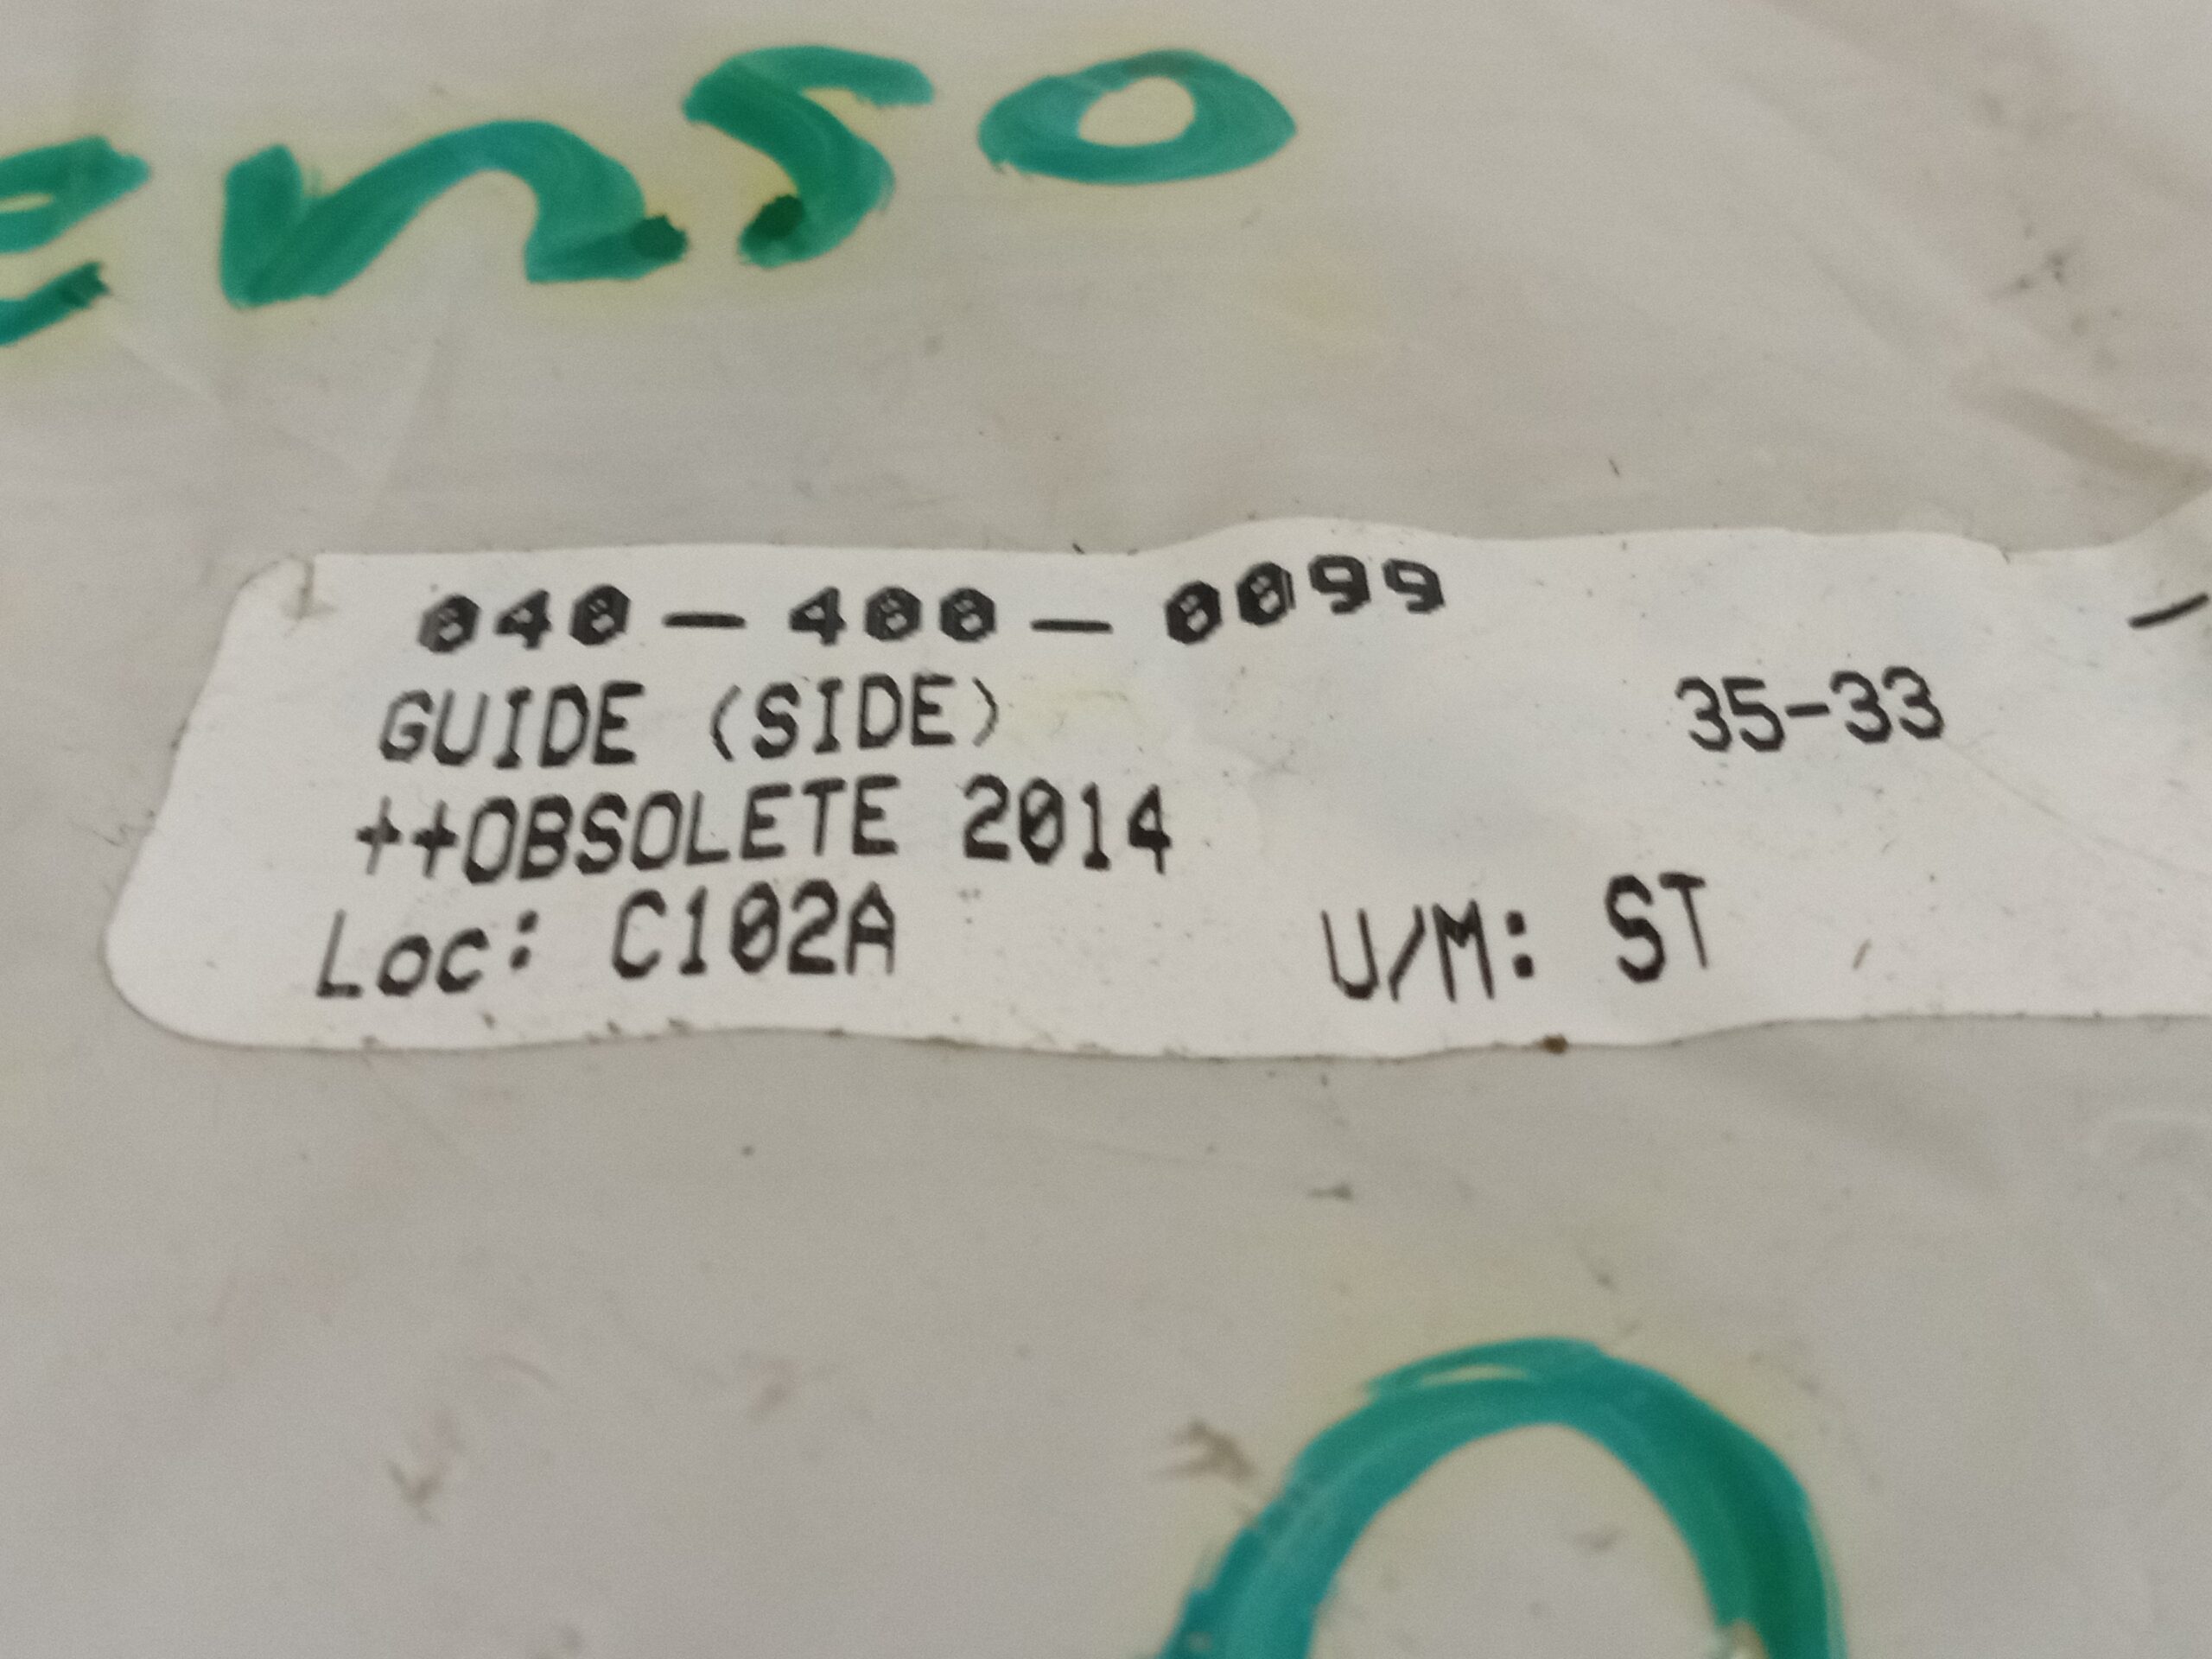 enso
040-400-0099
GUIDE (SIDE) 35-33
++OBSOLETE 2014
Loc: C102A U/M: ST